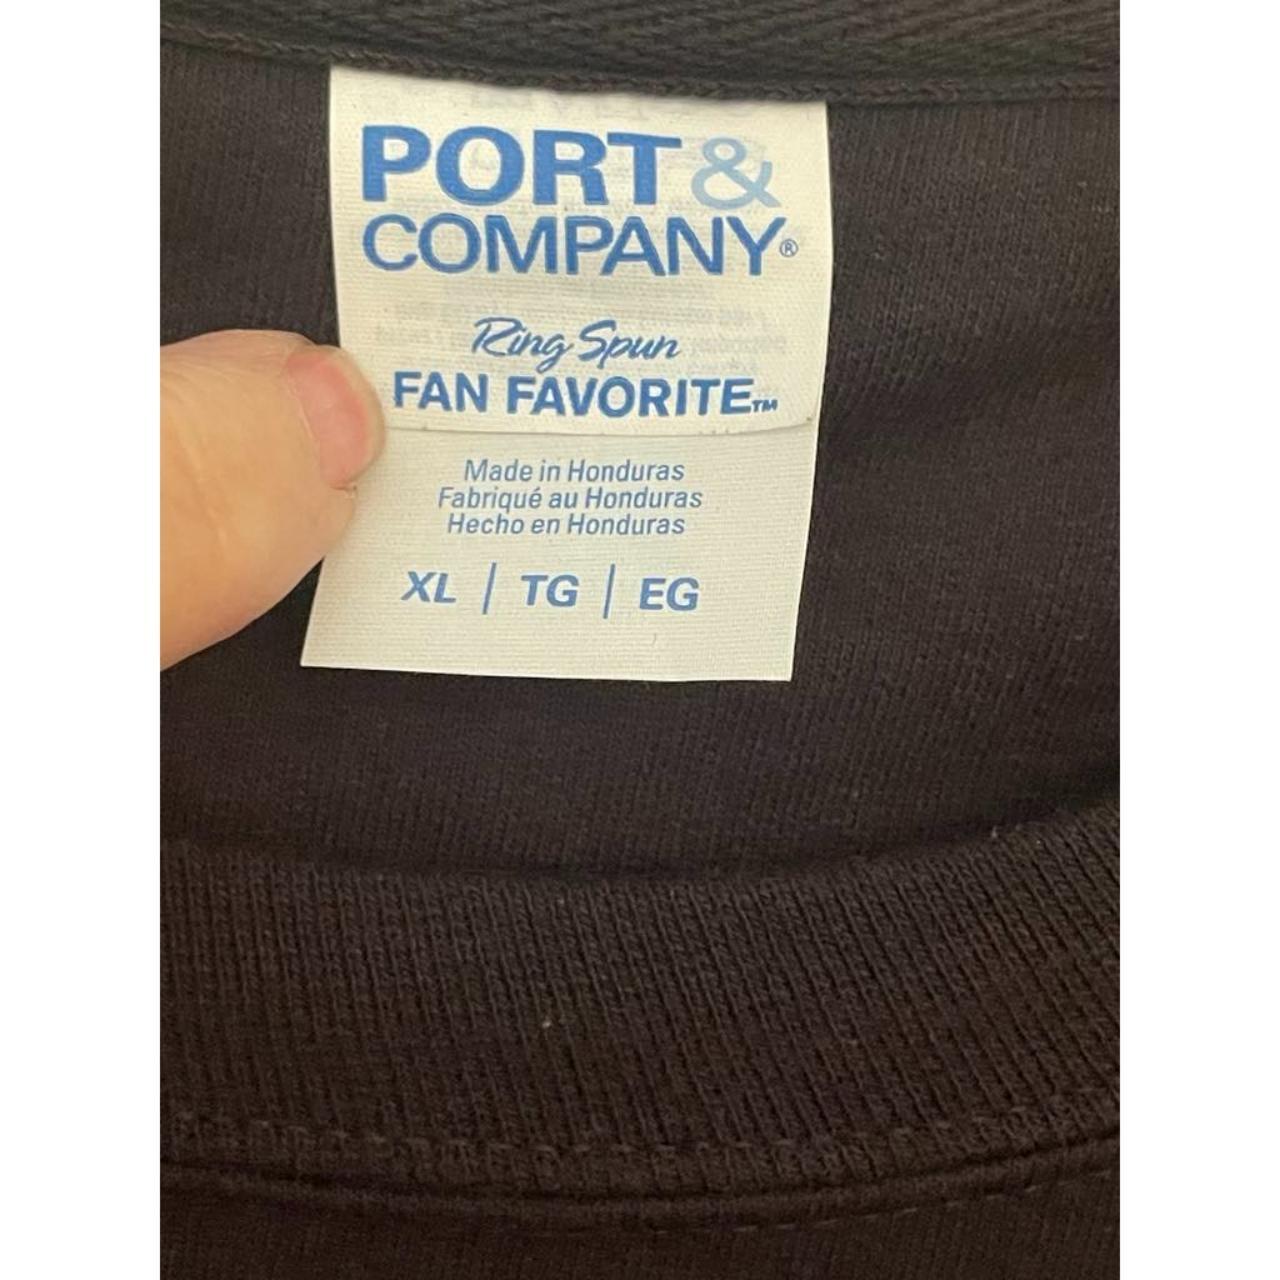 PORT &
COMPANY®
Ring Spun
FAN FAVORITE™
Made in Honduras
Fabriqué au Honduras
Hecho en Honduras
XL | TG | EG